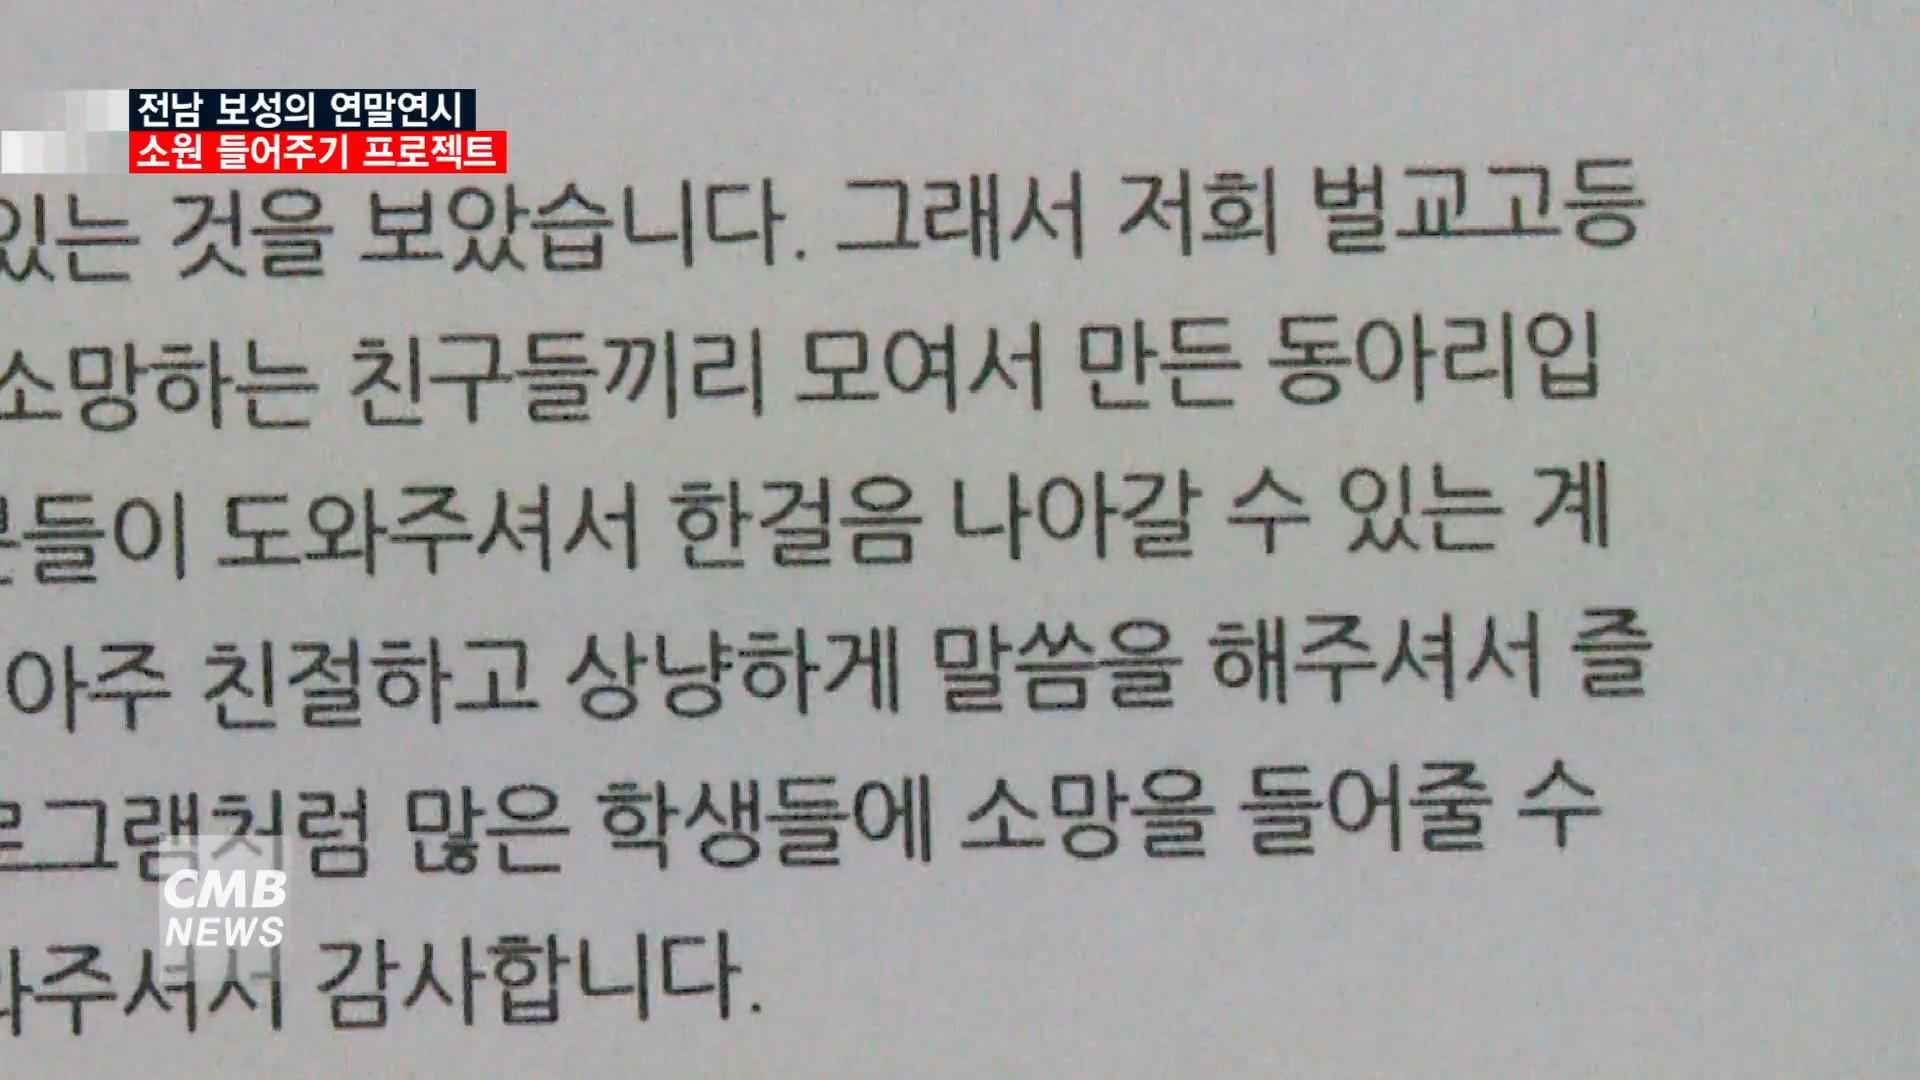 전남 보성의 연말연시
소원 들어주기 프로젝트
있는 것을 보았습니다. 그래서 저희 벌교고등
소망하는 친구들끼리 모여서 만든 동아리입
들이 도와주셔서 한걸음 나아갈 수 있는 계
아주 친절하고 상냥하게 말씀을 해주셔서 즐
로그램처럼 많은 학생들에 소망을 들어줄 수
와주셔서 감사합니다.
CMB
NEWS